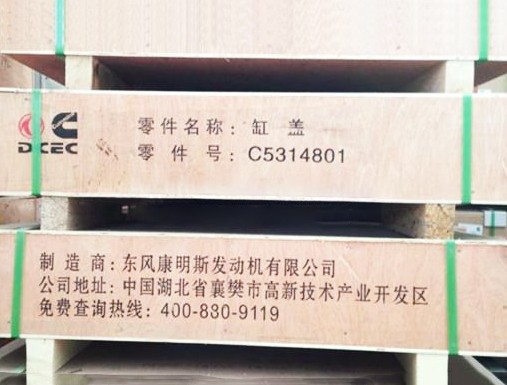 DCEC
零件名称：缸 盖
零 件 号：C5314801
制 造 商：东风康明斯发动机有限公司
公司地址：中国湖北省襄樊市高新技术产业开发区
免费查询热线：400-830-9119